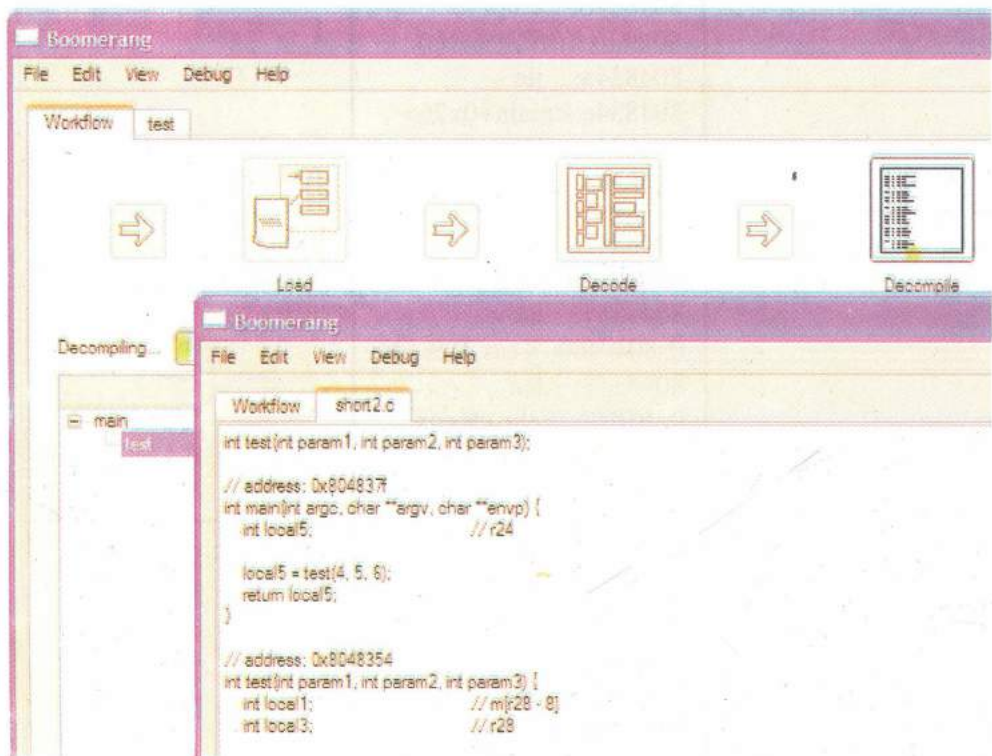 Boomerang
File Edit View Debug Help
Workflow test
Load
Decode
Decompile
Decompiling...
main
test
Boomerang
File Edit View Debug Help
Workflow short2.c
int test(int param1, int param2, int param3);
// address: 0x804837f
int main(int argc, char **argv, char **envp) {
int local5; // r24
local5 = test(4, 5, 6);
return local5;
}
// address: 0x8048354
int test(int param1, int param2, int param3) {
int local1; // m[r28 - 8]
int local3; // r28